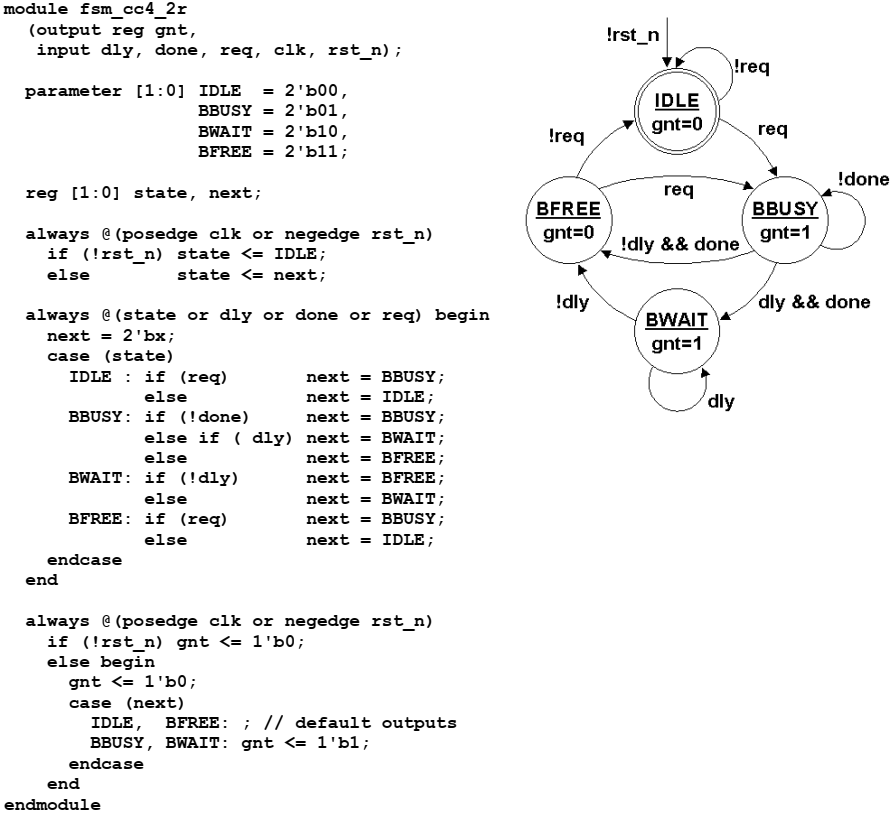 module fsm_cc4_2r
(output reg gnt,
input dly, done, req, clk, rst_n);
parameter [1:0] IDLE = 2'b00,
BBUSY = 2'b01,
BWAIT = 2'b10,
BFREE = 2'b11;
reg [1:0] state, next;
always @(posedge clk or negedge rst_n)
if (!rst_n) state <= IDLE;
else state <= next;
always @(state or dly or done or req) begin
next = 2'bx;
case (state)
IDLE : if (req) next = BBUSY;
else next = IDLE;
BBUSY: if (!done) next = BBUSY;
else if ( dly) next = BWAIT;
else next = BFREE;
BWAIT: if (!dly) next = BFREE;
else next = BWAIT;
BFREE: if (req) next = BBUSY;
else next = IDLE;
endcase
end
always @(posedge clk or negedge rst_n)
if (!rst_n) gnt <= 1'b0;
else begin
gnt <= 1'b0;
case (next)
IDLE, BFREE: ; // default outputs
BBUSY, BWAIT: gnt <= 1'b1;
endcase
end
endmodule
!rst_n
!req
IDLE
gnt=0
!req
req
req
!done
BFREE
gnt=0
BBUSY
gnt=1
!dly && done
!dly
dly && done
BWAIT
gnt=1
dly